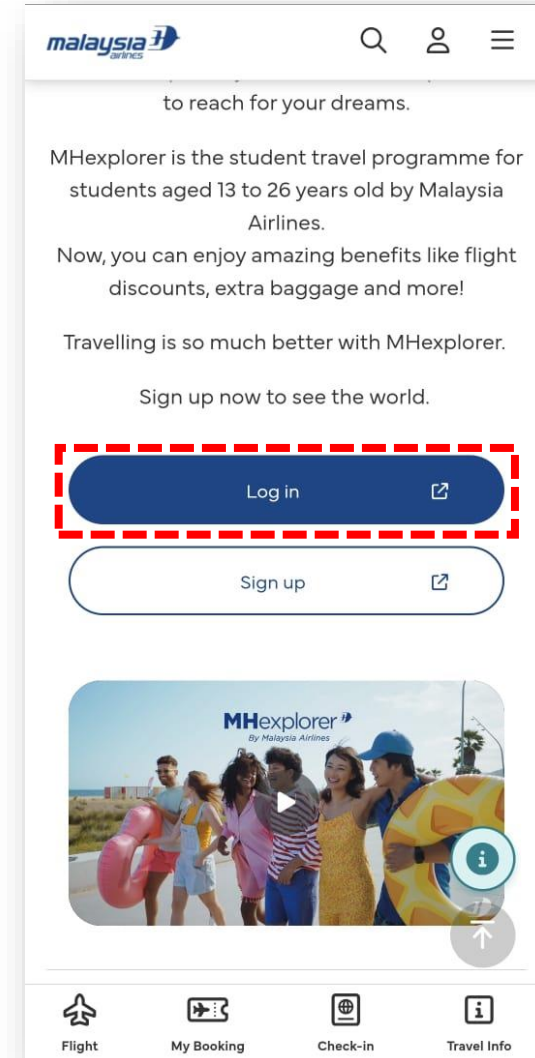 malaysia
airlines
to reach for your dreams.
MHexplorer is the student travel programme for
students aged 13 to 26 years old by Malaysia
Airlines.
Now, you can enjoy amazing benefits like flight
discounts, extra baggage and more!
Travelling is so much better with MHexplorer.
Sign up now to see the world.
Log in
Sign up
MHexplorer
By Malaysia Airlines
i
Flight
My Booking
Check-in
Travel Info